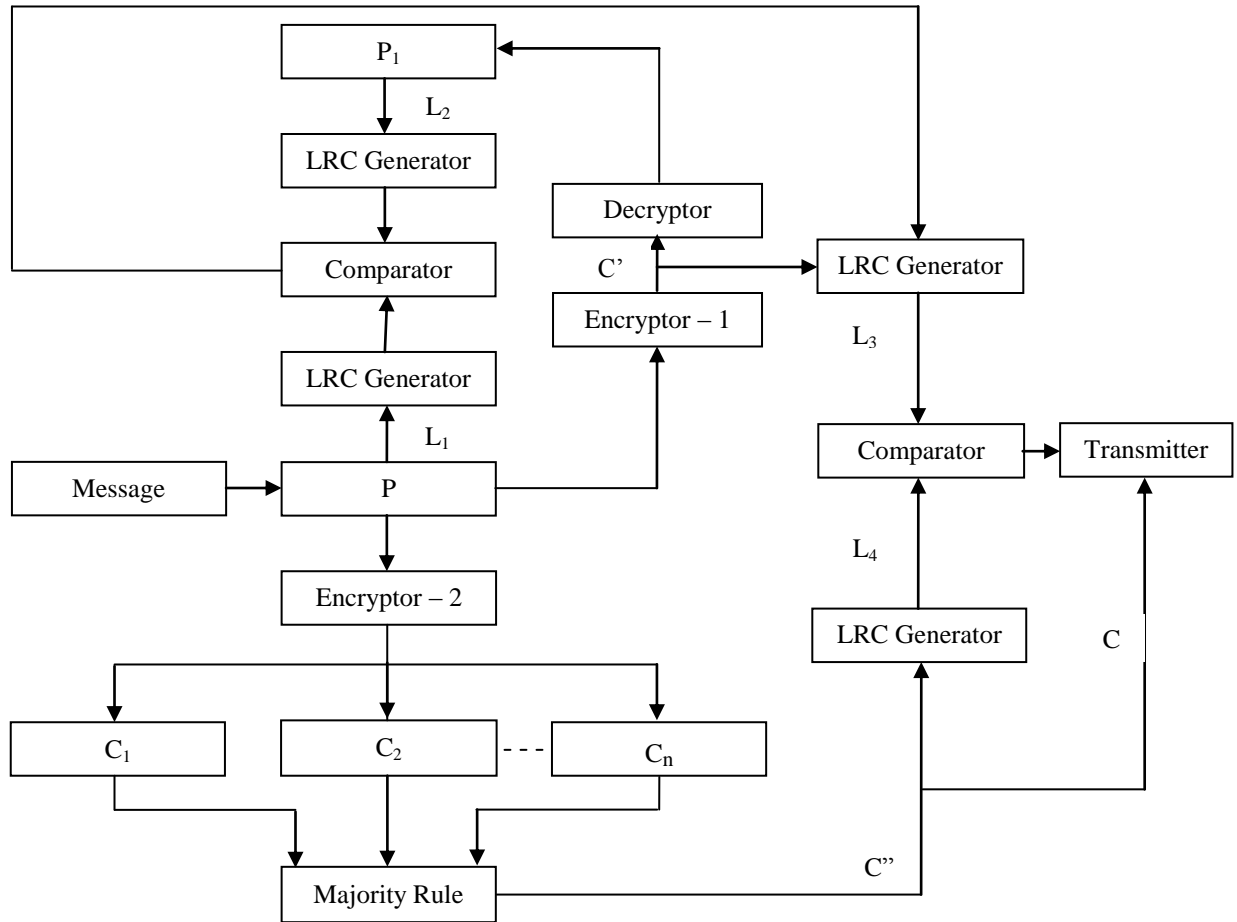 P₁
L₂
LRC Generator
Decryptor
Comparator
C’
LRC Generator
Encryptor – 1
L₃
LRC Generator
L₁
Comparator
Transmitter
Message
P
L₄
Encryptor – 2
LRC Generator
C
C₁
C₂
- - -
Cₙ
C”
Majority Rule